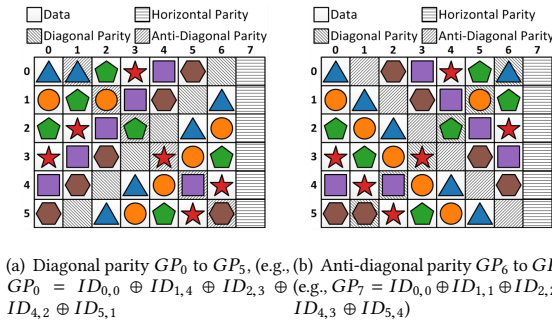 Data Horizontal Parity Data Horizontal Parity
Diagonal Parity Anti-Diagonal Parity Diagonal Parity Anti-Diagonal Parity
0 1 2 3 4 5 6 7 0 1 2 3 4 5 6 7
0 0
1 1
2 2
3 3
4 4
5 5
(a) Diagonal parity GP0 to GP5, (e.g., (b) Anti-diagonal parity GP6 to GP
GP0 = ID0,0 ⊕ ID1,4 ⊕ ID2,3 ⊕ (e.g., GP7 = ID0,0 ⊕ ID1,1 ⊕ ID2,2
ID4,2 ⊕ ID5,1 ID4,3 ⊕ ID5,4)